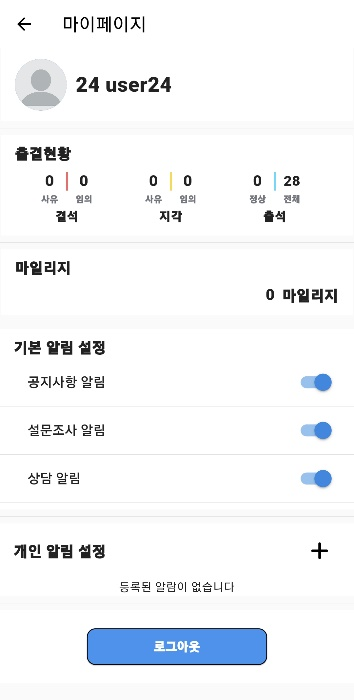 마이페이지
24 user24
출결현황
0 0 0 0 0 28
사유 임의 사유 임의 정상 전체
결석 지각 출석
마일리지
0 마일리지
기본 알림 설정
공지사항 알림
설문조사 알림
상담 알림
개인 알림 설정
등록된 알람이 없습니다
로그아웃